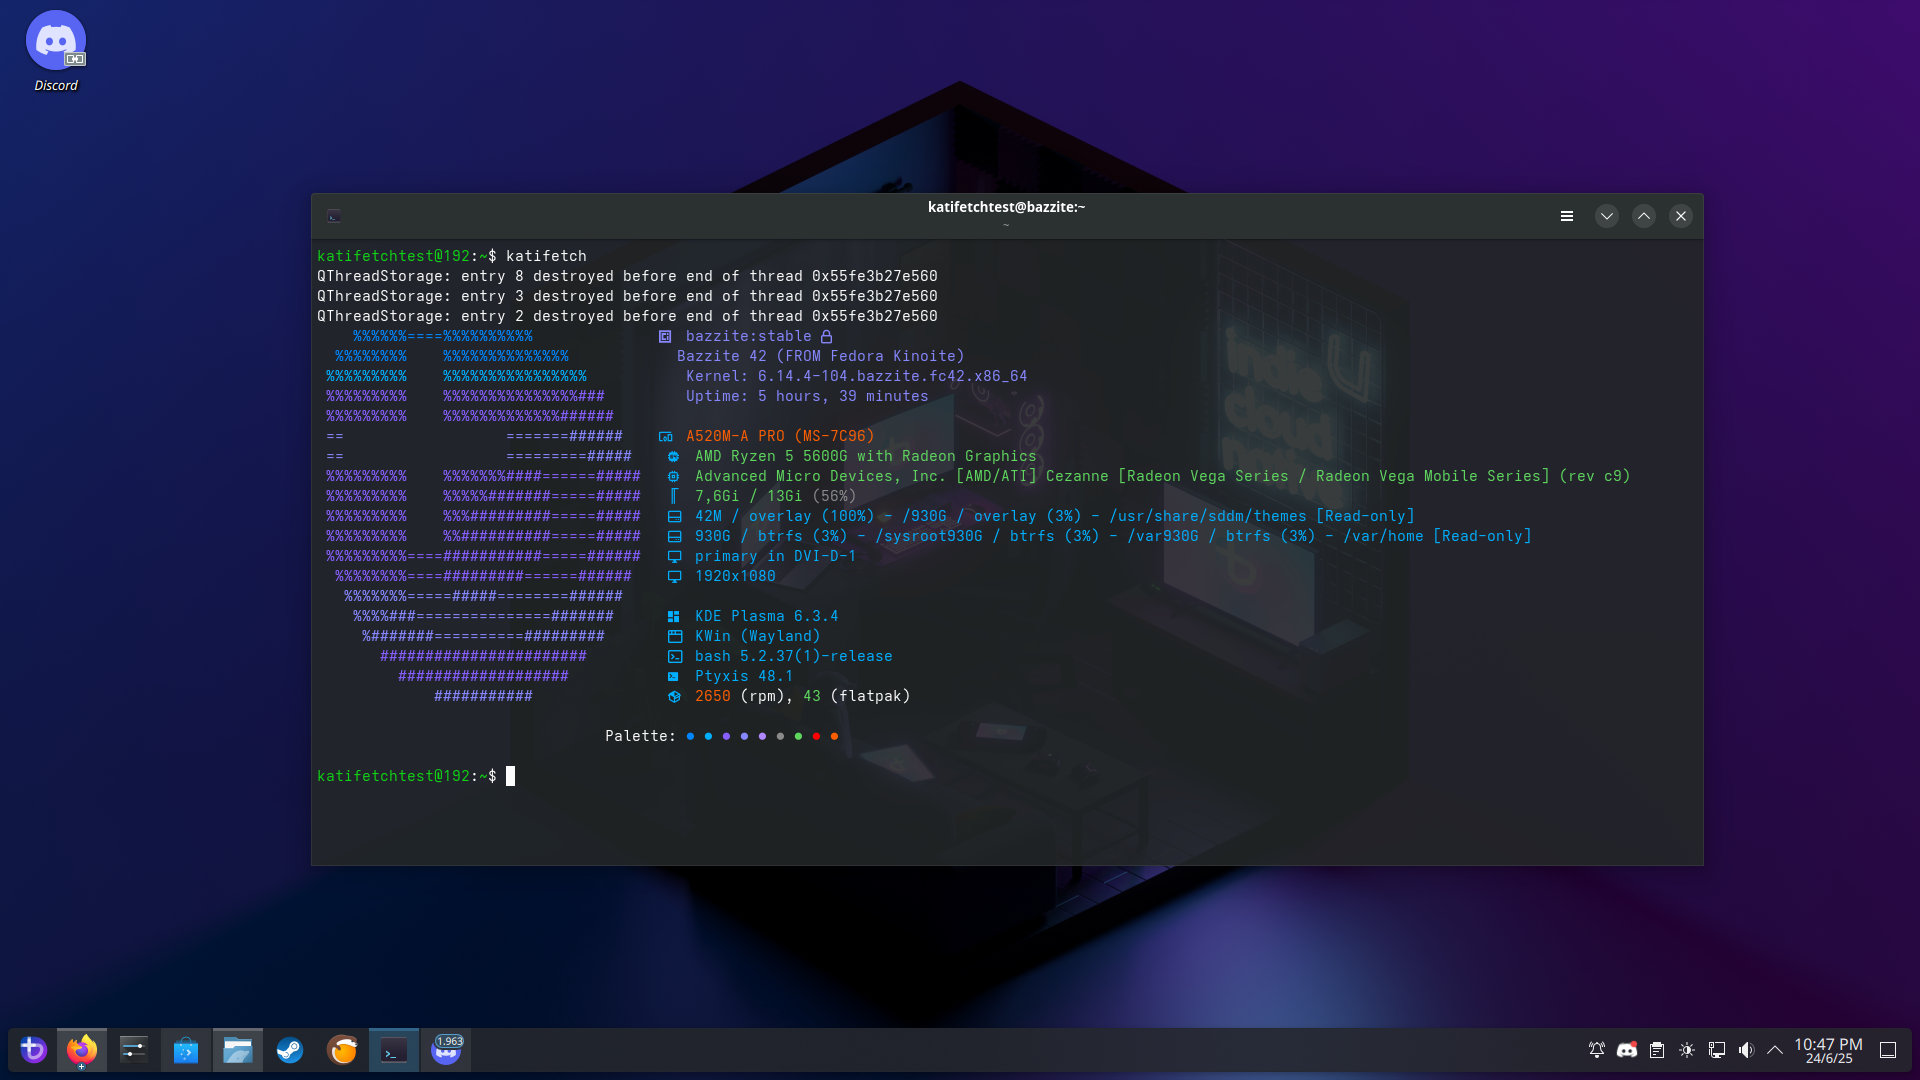 Discord
katifetchtest@bazzite:~
~
katifetchtest@192:~$ katifetch
QThreadStorage: entry 8 destroyed before end of thread 0x55fe3b27e560
QThreadStorage: entry 3 destroyed before end of thread 0x55fe3b27e560
QThreadStorage: entry 2 destroyed before end of thread 0x55fe3b27e560
%%%%%%====%%%%%%%%%% bazzite:stable
%%%%%%%% %%%%%%%%%%%%%% Bazzite 42 (FROM Fedora Kinoite)
%%%%%%%%% %%%%%%%%%%%%%%%% Kernel: 6.14.4-104.bazzite.fc42.x86_64
%%%%%%%%% %%%%%%%%%%%%%%%### Uptime: 5 hours, 39 minutes
%%%%%%%%% %%%%%%%%%%%%%######
== =======###### A520M-A PRO (MS-7C96)
== =========##### AMD Ryzen 5 5600G with Radeon Graphics
%%%%%%%%% %%%%%%%####======##### Advanced Micro Devices, Inc. [AMD/ATI] Cezanne [Radeon Vega Series / Radeon Vega Mobile Series] (rev c9)
%%%%%%%%% %%%%%#######=====##### 7,6Gi / 13Gi (56%)
%%%%%%%%% %%%#########=====##### 42M / overlay (100%) - /930G / overlay (3%) - /usr/share/sddm/themes [Read-only]
%%%%%%%%% %%##########=====##### 930G / btrfs (3%) - /sysroot930G / btrfs (3%) - /var930G / btrfs (3%) - /var/home [Read-only]
%%%%%%%%%====###########=====###### primary in DVI-D-1
%%%%%%%%====#########======###### 1920x1080
%%%%%%%=====#####========######
%%%%###===============####### KDE Plasma 6.3.4
%#######==========######### KWin (Wayland)
####################### bash 5.2.37(1)-release
################### Ptyxis 48.1
########### 2650 (rpm), 43 (flatpak)
Palette:
katifetchtest@192:~$
indie
cloud
1.963
10:47 PM
24/6/25